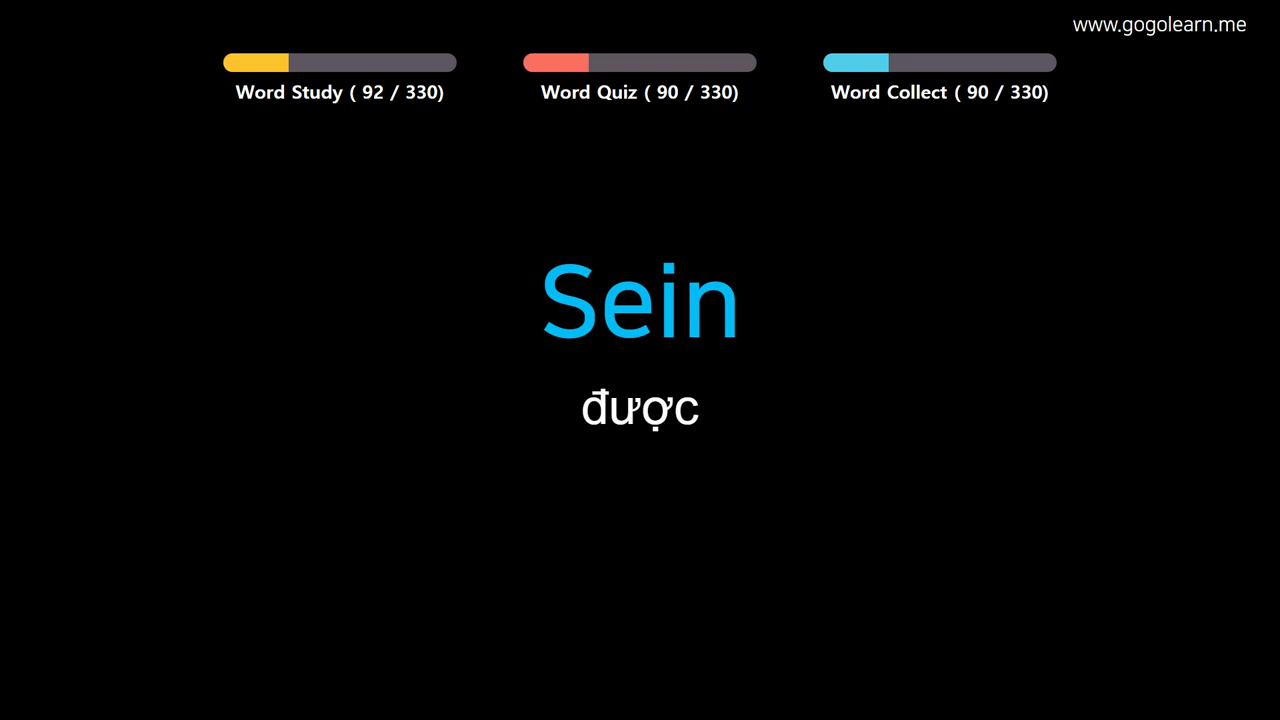 www.gogolearn.me
Word Study ( 92 / 330)
Word Quiz ( 90 / 330)
Word Collect ( 90 / 330)
Sein
được